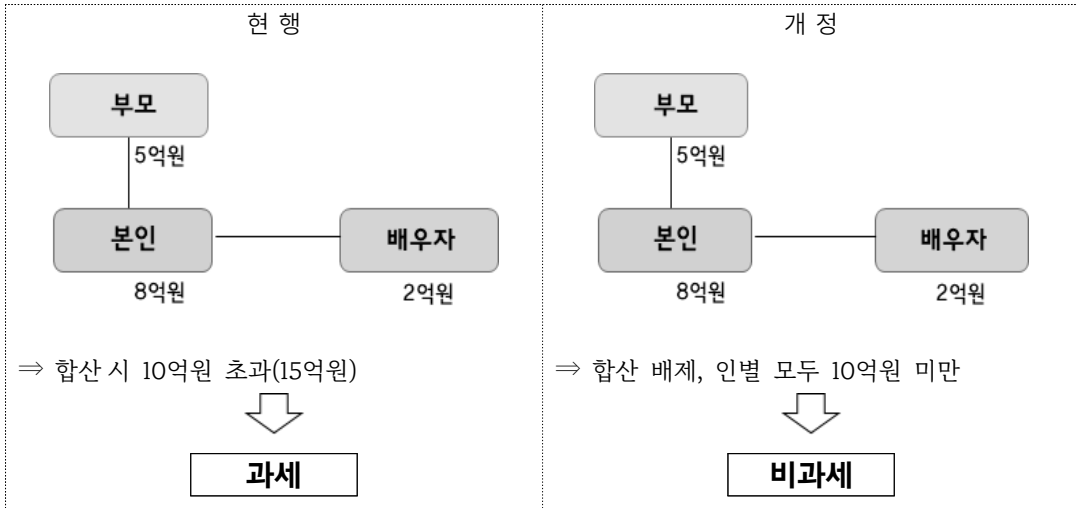 현 행
부모
5억원
본인
배우자
8억원
2억원
⇒ 합산 시 10억원 초과(15억원)
과세
개 정
부모
5억원
본인
배우자
8억원
2억원
⇒ 합산 배제, 인별 모두 10억원 미만
비과세